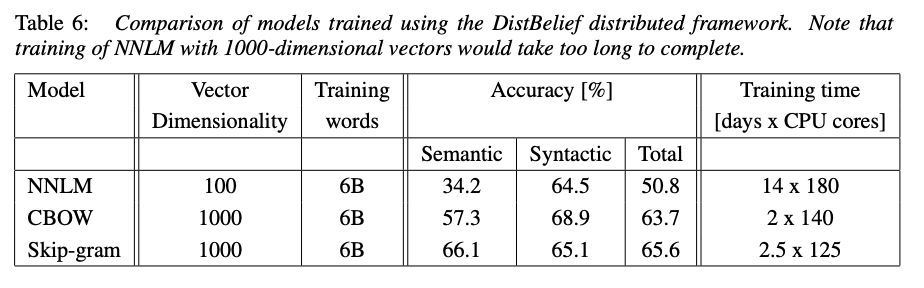 Table 6: Comparison of models trained using the DistBelief distributed framework. Note that
training of NNLM with 1000-dimensional vectors would take too long to complete.
Model Vector Training Accuracy [%] Training time
Dimensionality words [days x CPU cores]
Semantic Syntactic Total
NNLM 100 6B 34.2 64.5 50.8 14 x 180
CBOW 1000 6B 57.3 68.9 63.7 2 x 140
Skip-gram 1000 6B 66.1 65.1 65.6 2.5 x 125